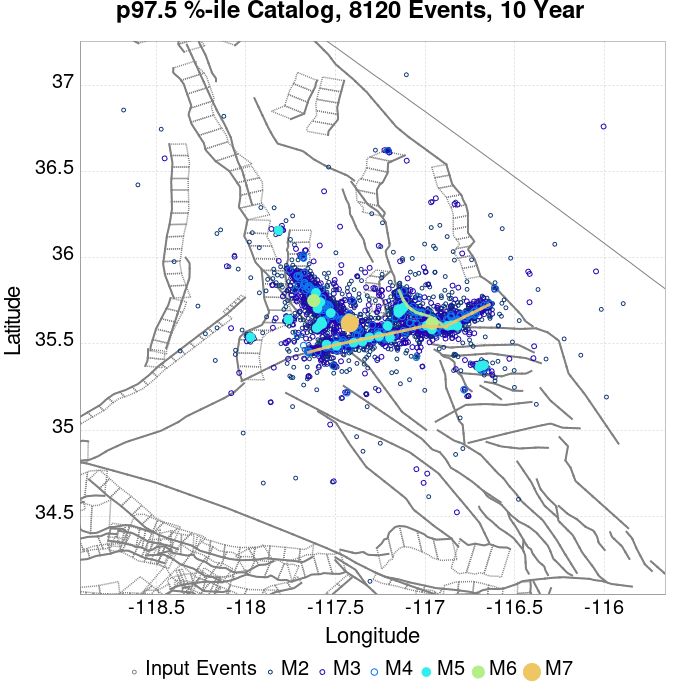 p97.5 %-ile Catalog, 8120 Events, 10 Year
37
36.5
36
35.5
35
34.5
Latitude
-118.5 -118 -117.5 -117 -116.5 -116
Longitude
Input Events M2 M3 M4 M5 M6 M7